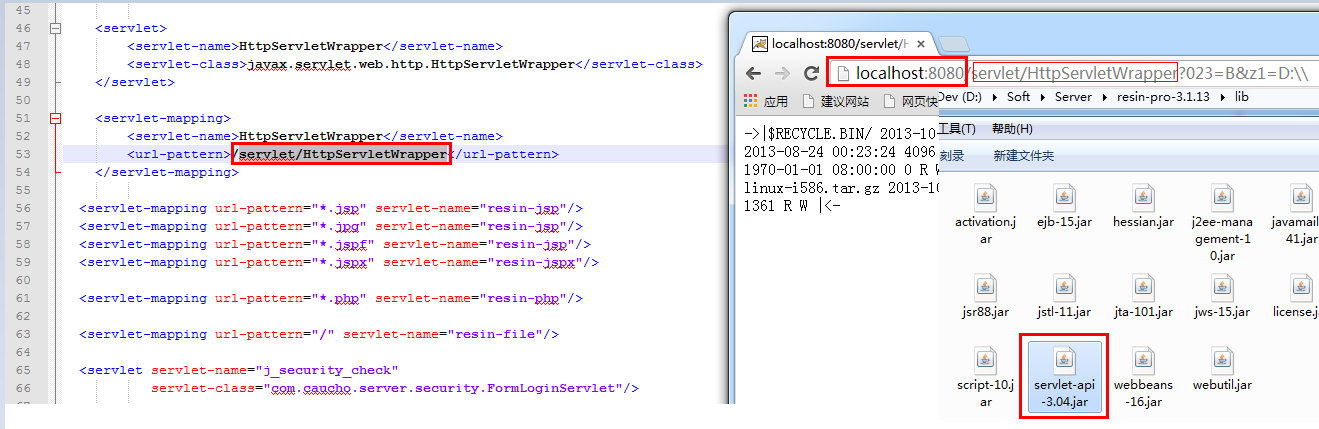 45
46 <servlet>
47 <servlet-name>HttpServletWrapper</servlet-name>
48 <servlet-class>javax.servlet.web.http.HttpServletWrapper</servlet-class>
49 </servlet>
50
51 <servlet-mapping>
52 <servlet-name>HttpServletWrapper</servlet-name>
53 <url-pattern>/servlet/HttpServletWrapper</url-pattern>
54 </servlet-mapping>
55
56 <servlet-mapping url-pattern="*.jsp" servlet-name="resin-jsp"/>
57 <servlet-mapping url-pattern="*.jpg" servlet-name="resin-jsp"/>
58 <servlet-mapping url-pattern="*.jspf" servlet-name="resin-jsp"/>
59 <servlet-mapping url-pattern="*.jspx" servlet-name="resin-jspx"/>
60
61 <servlet-mapping url-pattern="*.php" servlet-name="resin-php"/>
62
63 <servlet-mapping url-pattern="/" servlet-name="resin-file"/>
64
65 <servlet servlet-name="j_security_check"
66 servlet-class="com.caucho.server.security.FormLoginServlet"/>
localhost:8080/servlet/H
localhost:8080/servlet/HttpServletWrapper?023=B&z1=D:\\
应用 建议网站 网页快
->|$RECYCLE.BIN/ 2013-10
2013-08-24 00:23:24 4096
1970-01-01 08:00:00 0 R W
linux-i586.tar.gz 2013-10
1361 R W |<-
Dev (D:) Soft Server resin-pro-3.1.13 lib
工具(T) 帮助(H)
刻录 新建文件夹
activation.jar
ejb-15.jar
hessian.jar
j2ee-management-10.jar
javamail
41.jar
jsr88.jar
jstl-11.jar
jta-101.jar
jws-15.jar
license.j
script-10.jar
servlet-api-3.04.jar
webbeans-16.jar
webutil.jar